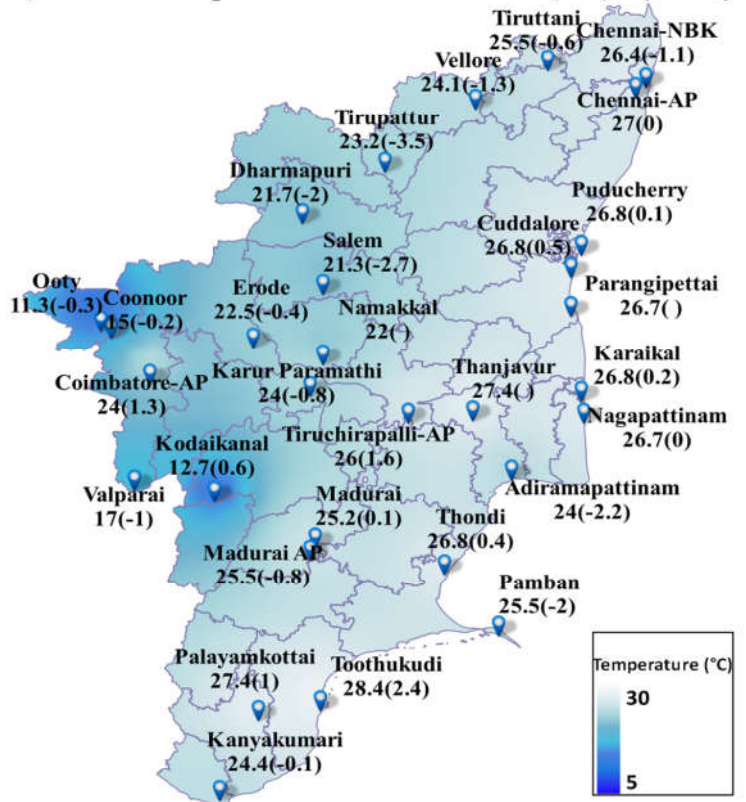 Tiruttani
25.5(-0.6)
Chennai-NBK
26.4(-1.1)
Vellore
24.1(-1.3)
Chennai-AP
27(0)
Tirupattur
23.2(-3.5)
Dharmapuri
21.7(-2)
Puducherry
26.8(0.1)
Cuddalore
26.8(0.5)
Salem
21.3(-2.7)
Ooty
11.3(-0.3)
Coonoor
15(-0.2)
Erode
22.5(-0.4)
Namakkal
22( )
Parangipettai
26.7( )
Coimbatore-AP
24(1.3)
Karur Paramathi
24(-0.8)
Thanjavur
27.4( )
Karaikal
26.8(0.2)
Nagapattinam
26.7(0)
Tiruchirapalli-AP
26(1.6)
Kodaikanal
12.7(0.6)
Valparai
17(-1)
Madurai
25.2(0.1)
Adiramapattinam
24(-2.2)
Thondi
26.8(0.4)
Madurai AP
25.5(-0.8)
Pamban
25.5(-2)
Palayamkottai
27.4(1)
Toothukudi
28.4(2.4)
Kanyakumari
24.4(-0.1)
Temperature (°C)
30
5